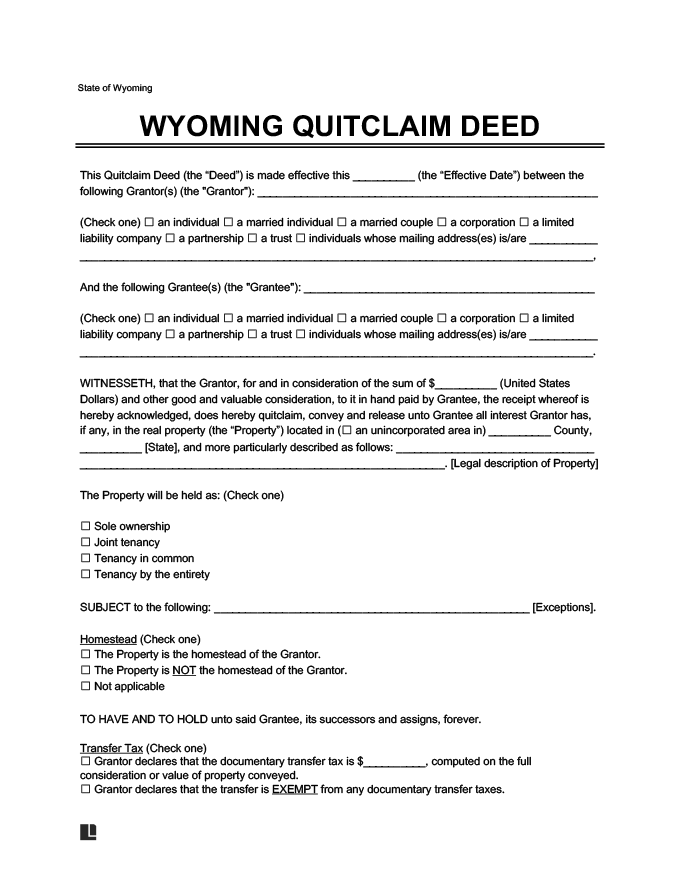 State of Wyoming
WYOMING QUITCLAIM DEED
This Quitclaim Deed (the “Deed”) is made effective this __________ (the “Effective Date”) between the
following Grantor(s) (the "Grantor"): _______________________________________________________
(Check one) ☐ an individual ☐ a married individual ☐ a married couple ☐ a corporation ☐ a limited
liability company ☐ a partnership ☐ a trust ☐ individuals whose mailing address(es) is/are ___________
___________________________________________________________________________________,
And the following Grantee(s) (the "Grantee"): _______________________________________________
(Check one) ☐ an individual ☐ a married individual ☐ a married couple ☐ a corporation ☐ a limited
liability company ☐ a partnership ☐ a trust ☐ individuals whose mailing address(es) is/are ___________
___________________________________________________________________________________.
WITNESSETH, that the Grantor, for and in consideration of the sum of $__________ (United States
Dollars) and other good and valuable consideration, to it in hand paid by Grantee, the receipt whereof is
hereby acknowledged, does hereby quitclaim, convey and release unto Grantee all interest Grantor has,
if any, in the real property (the “Property”) located in (☐ an unincorporated area in) __________ County,
__________ [State], and more particularly described as follows: ________________________________
___________________________________________________________. [Legal description of Property]
The Property will be held as: (Check one)
☐ Sole ownership
☐ Joint tenancy
☐ Tenancy in common
☐ Tenancy by the entirety
SUBJECT to the following: ___________________________________________________ [Exceptions].
Homestead (Check one)
☐ The Property is the homestead of the Grantor.
☐ The Property is NOT the homestead of the Grantor.
☐ Not applicable
TO HAVE AND TO HOLD unto said Grantee, its successors and assigns, forever.
Transfer Tax (Check one)
☐ Grantor declares that the documentary transfer tax is $__________, computed on the full
consideration or value of property conveyed.
☐ Grantor declares that the transfer is EXEMPT from any documentary transfer taxes.